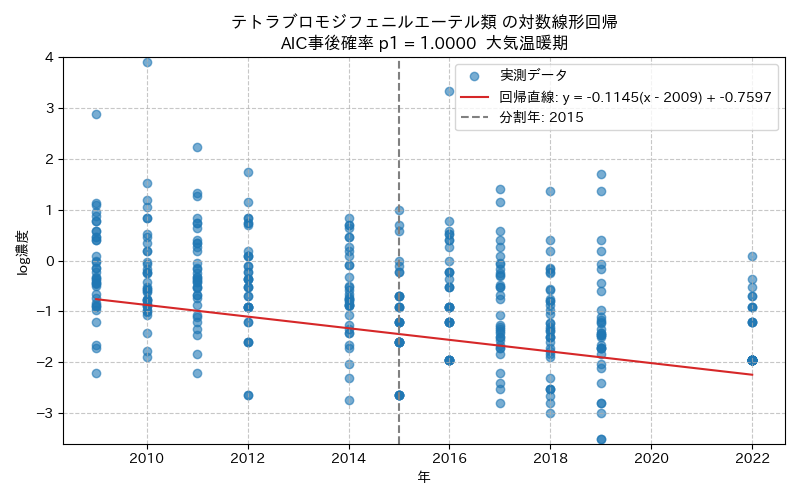 テトラブロモジフェニルエーテル類 の対数線形回帰
AIC事後確率 p1 = 1.0000  大気温暖期
実測データ
回帰直線: y = -0.1145(x - 2009) + -0.7597
分割年: 2015
log濃度
4
3
2
1
0
−1
−2
−3
2010
2012
2014
2016
2018
2020
2022
年